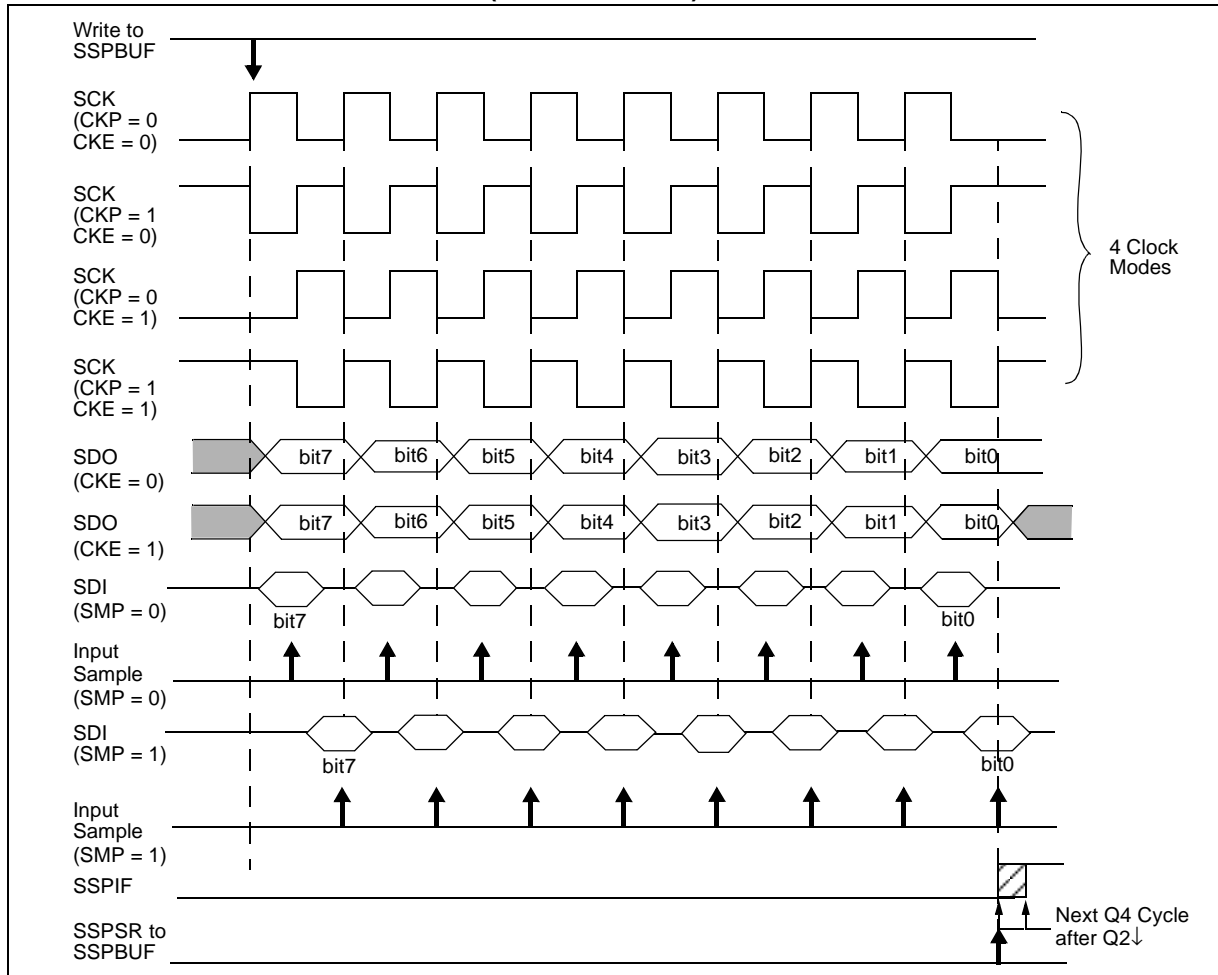 Write to
SSPBUF
SCK
(CKP = 0
CKE = 0)
SCK
(CKP = 1
CKE = 0)
SCK
(CKP = 0
CKE = 1)
SCK
(CKP = 1
CKE = 1)
4 Clock
Modes
SDO
(CKE = 0)
bit7 bit6 bit5 bit4 bit3 bit2 bit1 bit0
SDO
(CKE = 1)
bit7 bit6 bit5 bit4 bit3 bit2 bit1 bit0
SDI
(SMP = 0)
bit7 bit0
Input
Sample
(SMP = 0)
SDI
(SMP = 1)
bit7 bit0
Input
Sample
(SMP = 1)
SSPIF
Next Q4 Cycle
after Q2↓
SSPSR to
SSPBUF